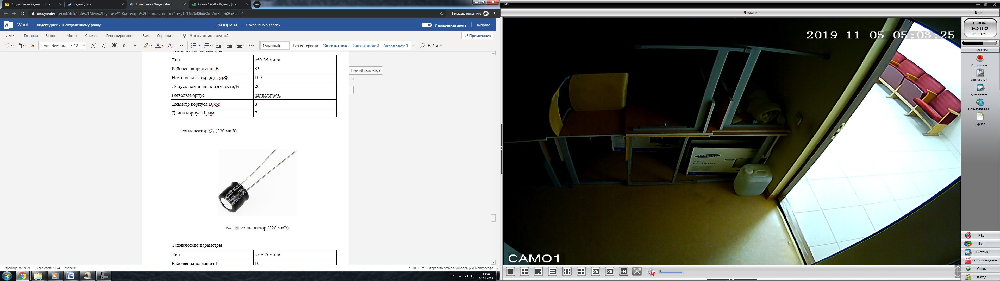 Входящие — Яндекс.Почта
Яндекс.Диск
Глазырина - Яндекс.Диск
Осень 19-20 - Яндекс.Диск
disk.yandex.ru/edit/disk/disk%2FМед%2FКурсачи%20магистры%2FГлазырина.docx?sk=y1e14c26d0bde3c27be3ef0b05c69dfe4
1 вкладка инкогнито
Word
Яндекс.Диск > К сохраненному файлу
Глазырина - Сохранено в Yandex
Упрощенная лента
avdprod
Файл Главная Вставка Макет Ссылки Рецензирование Вид Справка
Что вы хотите сделать?
Примечания
Times New Ro... 12
Ж К Ч
Обычный Без интервала Заголовок Заголовок 2 Заголовок 3
Найти
Технические параметры
Тип к50-35 мини.
Рабочее напряжение,В 35
Номинальная емкость,мкФ 100
Допуск номинальной емкости,% 20
Выводы/корпус радиал.пров.
Диаметр корпуса D,мм 8
Длина корпуса L,мм 7
Нижний колонтитул
37
конденсатор C1 (220 мкФ)
Рис. 20 конденсатор (220 мкФ)
Технические параметры
Тип к50-35 мини.
Рабочее напряжение,В 10
Страница 38 из 29 Число слов: 2 174 русский
− 100% +
Отправить отзыв в корпорацию Майкрософт
EN
13:08
05.11.2019
CMS
Движение
Время
13:08:09
2019-11-05
CPU : 18%
2019-11-05 05:03:25
SAMSUNG
Monitor
CAM01
Система
Устройства
Локальные
Удаленные
Пользователи
Журнал
PTZ
Цвет
Система
Воспроизведение
Опции
Выход
25 36 64